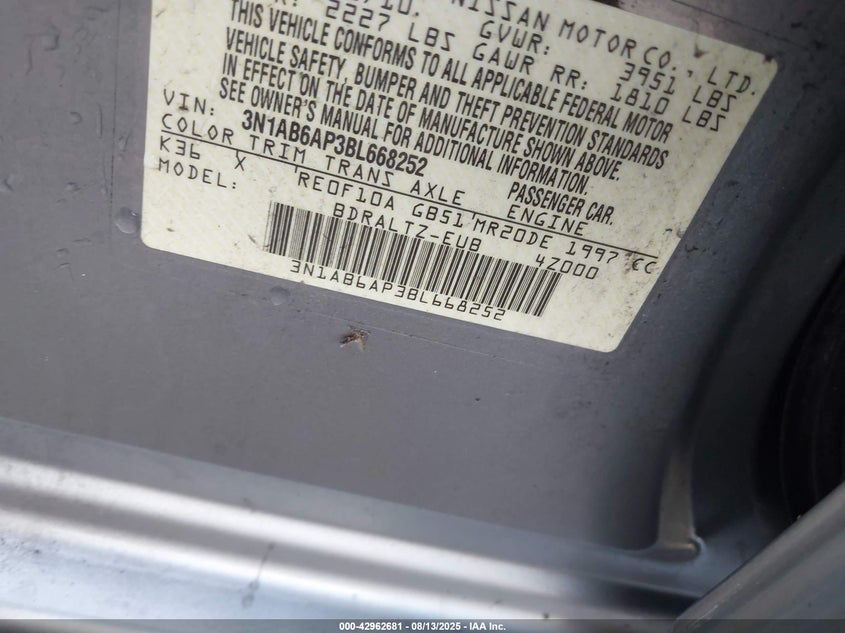 /10. NISSAN MOTOR CO., LTD.
2227 LBS GVWR: 3951 LBS
GAWR RR: 1810 LBS
THIS VEHICLE CONFORMS TO ALL APPLICABLE FEDERAL MOTOR
VEHICLE SAFETY, BUMPER AND THEFT PREVENTION STANDARDS
IN EFFECT ON THE DATE OF MANUFACTURE SHOWN ABOVE.
SEE OWNER'S MANUAL FOR ADDITIONAL INFORMATION.
VIN: 3N1AB6AP3BL668252 PASSENGER CAR.
COLOR TRIM TRANS AXLE ENGINE
K36 X RE0F10A GB51 MR20DE 1997 CC
MODEL: BDRALTZ-EUB 4Z000
3N1AB6AP3BL668252
000-42962681 | 08/13/2025 | IAA Inc.